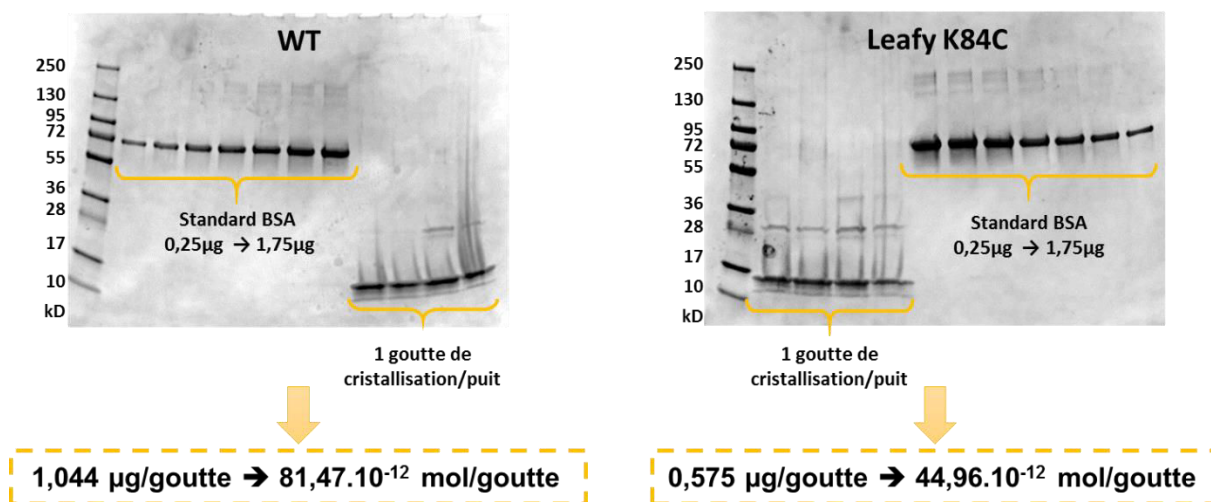 WT
250
130
95
72
55
36
28
17
10
kD
Standard BSA
0,25µg → 1,75µg
1 goutte de
cristallisation/puit
1,044 µg/goutte → 81,47.10⁻¹² mol/goutte
Leafy K84C
250
130
95
72
55
36
28
17
10
kD
Standard BSA
0,25µg → 1,75µg
1 goutte de
cristallisation/puit
0,575 µg/goutte → 44,96.10⁻¹² mol/goutte